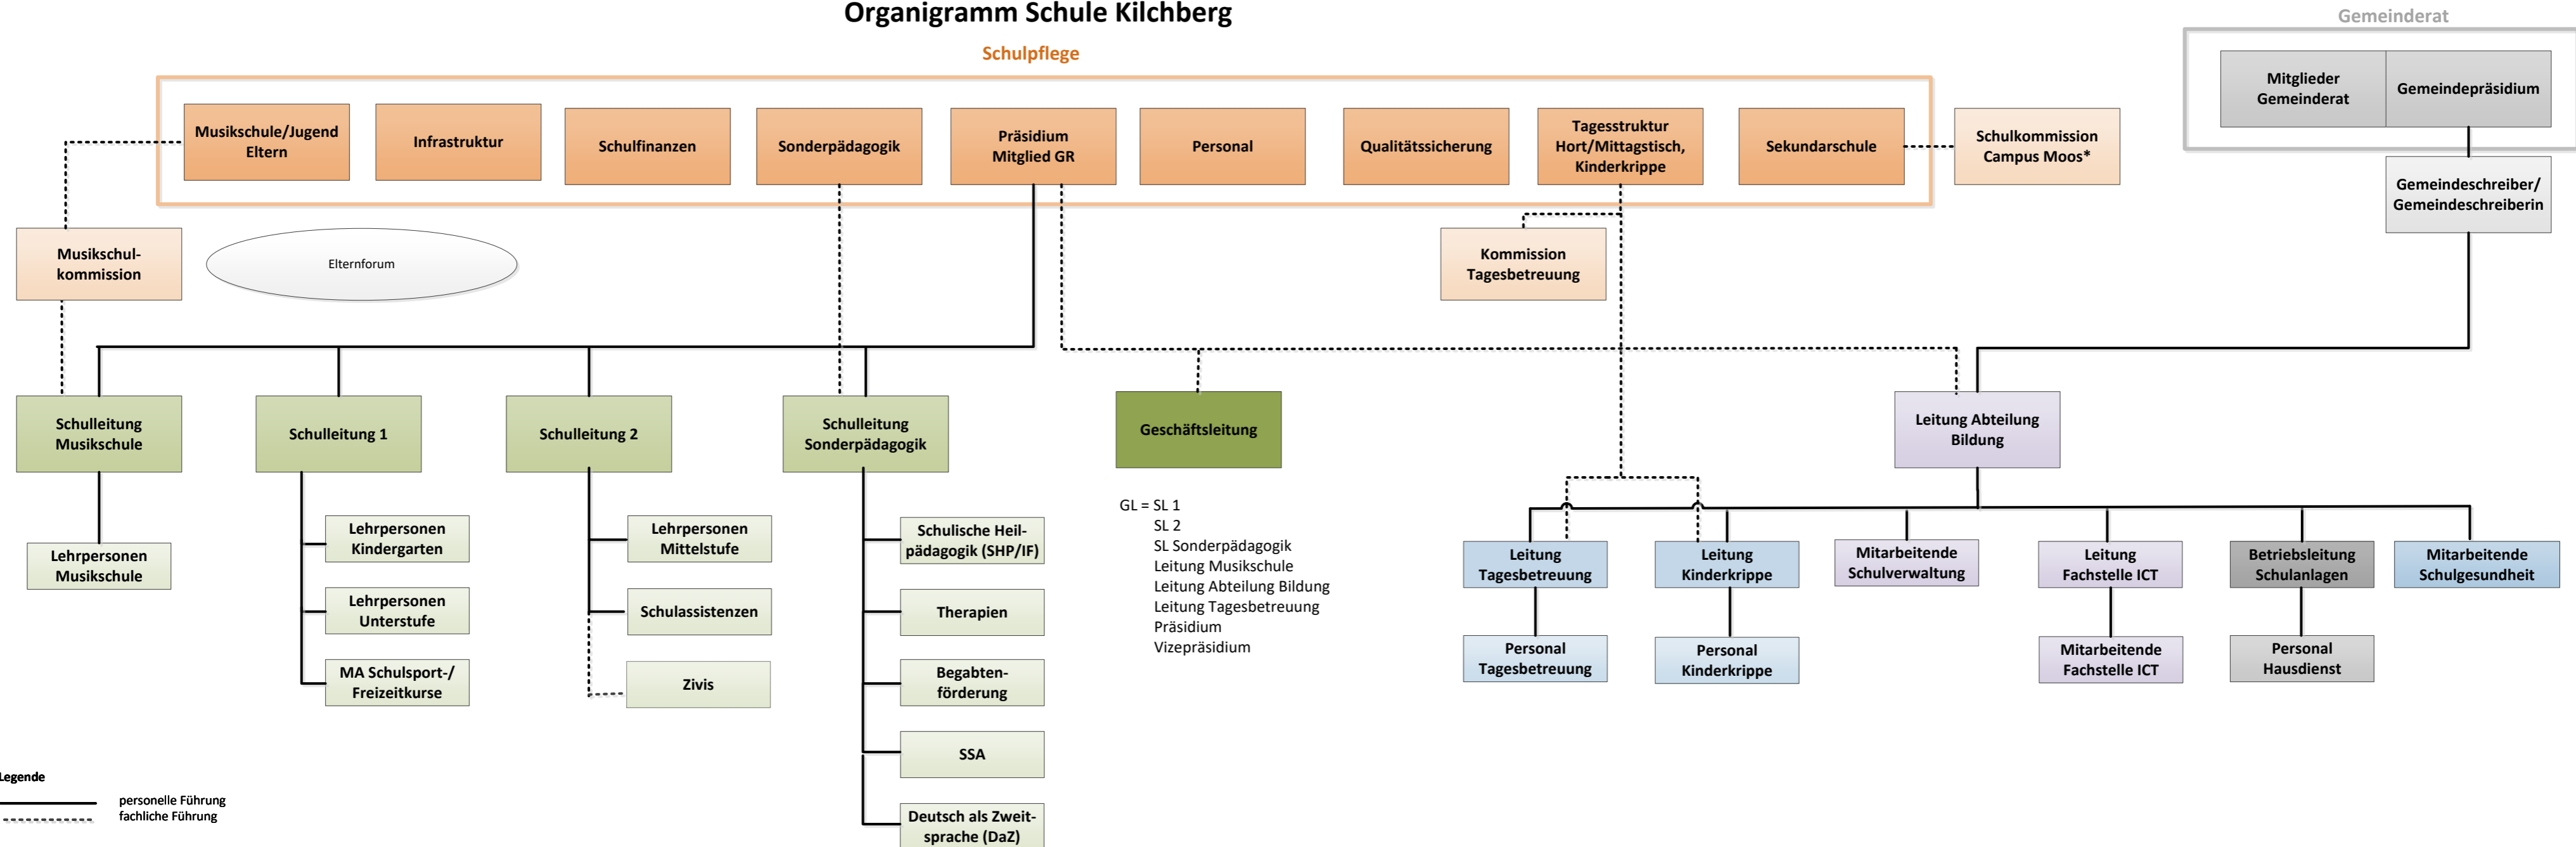 Organigramm Schule Kilchberg
Gemeinderat
Schulpflege
Mitglieder
Gemeinderat
Gemeindepräsidium
Musikschule/Jugend
Eltern
Infrastruktur
Schulfinanzen
Sonderpädagogik
Präsidium
Mitglied GR
Personal
Qualitätssicherung
Tagesstruktur
Hort/Mittagstisch,
Kinderkrippe
Sekundarschule
Schulkommission
Campus Moos*
Gemeindeschreiber/
Gemeindeschreiberin
Musikschul-
kommission
Elternforum
Kommission
Tagesbetreuung
Schulleitung
Musikschule
Schulleitung 1
Schulleitung 2
Schulleitung
Sonderpädagogik
Geschäftsleitung
Leitung Abteilung
Bildung
Lehrpersonen
Musikschule
Lehrpersonen
Kindergarten
Lehrpersonen
Unterstufe
MA Schulsport-/
Freizeitkurse
Lehrpersonen
Mittelstufe
Schulassistenzen
Zivis
Schulische Heil-
pädagogik (SHP/IF)
Therapien
Begabten-
förderung
SSA
Deutsch als Zweit-
sprache (DaZ)
GL = SL 1
SL 2
SL Sonderpädagogik
Leitung Musikschule
Leitung Abteilung Bildung
Leitung Tagesbetreuung
Präsidium
Vizepräsidium
Leitung
Tagesbetreuung
Leitung
Kinderkrippe
Mitarbeitende
Schulverwaltung
Leitung
Fachstelle ICT
Betriebsleitung
Schulanlagen
Mitarbeitende
Schulgesundheit
Personal
Tagesbetreuung
Personal
Kinderkrippe
Mitarbeitende
Fachstelle ICT
Personal
Hausdienst
Legende
personelle Führung
fachliche Führung